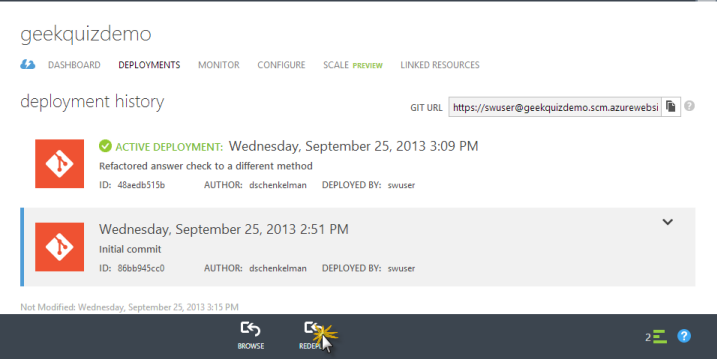 geekquizdemo
DASHBOARD DEPLOYMENTS MONITOR CONFIGURE SCALE PREVIEW LINKED RESOURCES
deployment history
GIT URL https://swuser@geekquizdemo.scm.azurewebsi
ACTIVE DEPLOYMENT: Wednesday, September 25, 2013 3:09 PM
Refactored answer check to a different method
ID: 48aedb515b AUTHOR: dschenkelman DEPLOYED BY: swuser
Wednesday, September 25, 2013 2:51 PM
Initial commit
ID: 86bb945cc0 AUTHOR: dschenkelman DEPLOYED BY: swuser
Not Modified: Wednesday, September 25, 2013 3:15 PM
BROWSE
2
?